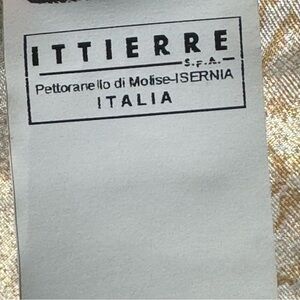 ITTIERRE
S.p.A.
Pettoranello di Molise-ISERNIA
ITALIA